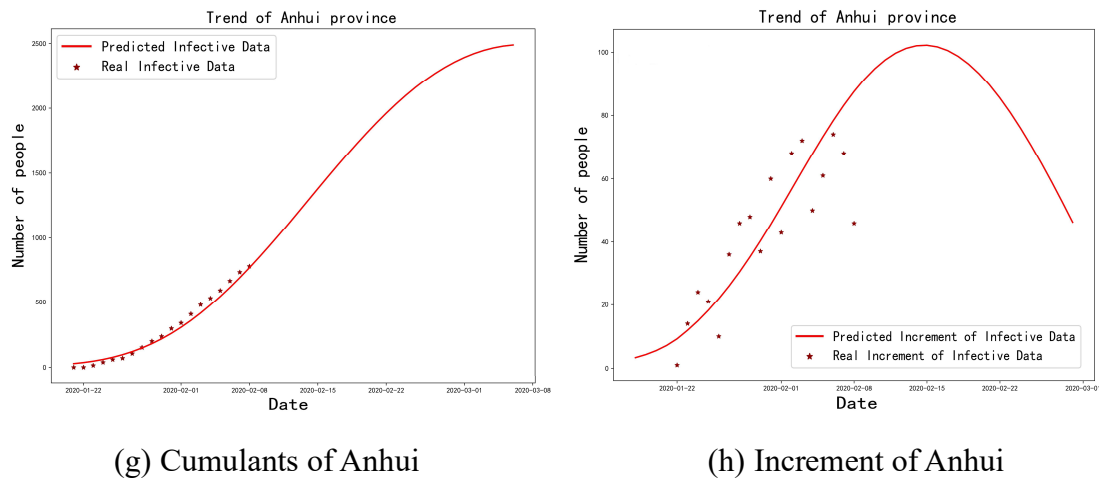 Trend of Anhui province
Predicted Infective Data
Real Infective Data
2500
2000
1500
1000
500
0
Number of people
2020-01-22
2020-02-01
2020-02-08
2020-02-15
2020-02-22
2020-03-01
2020-03-08
Date
(g) Cumulants of Anhui
Trend of Anhui province
100
80
60
40
20
0
Number of people
Predicted Increment of Infective Data
Real Increment of Infective Data
2020-01-22
2020-02-01
2020-02-08
2020-02-15
2020-02-22
2020-03-0
Date
(h) Increment of Anhui